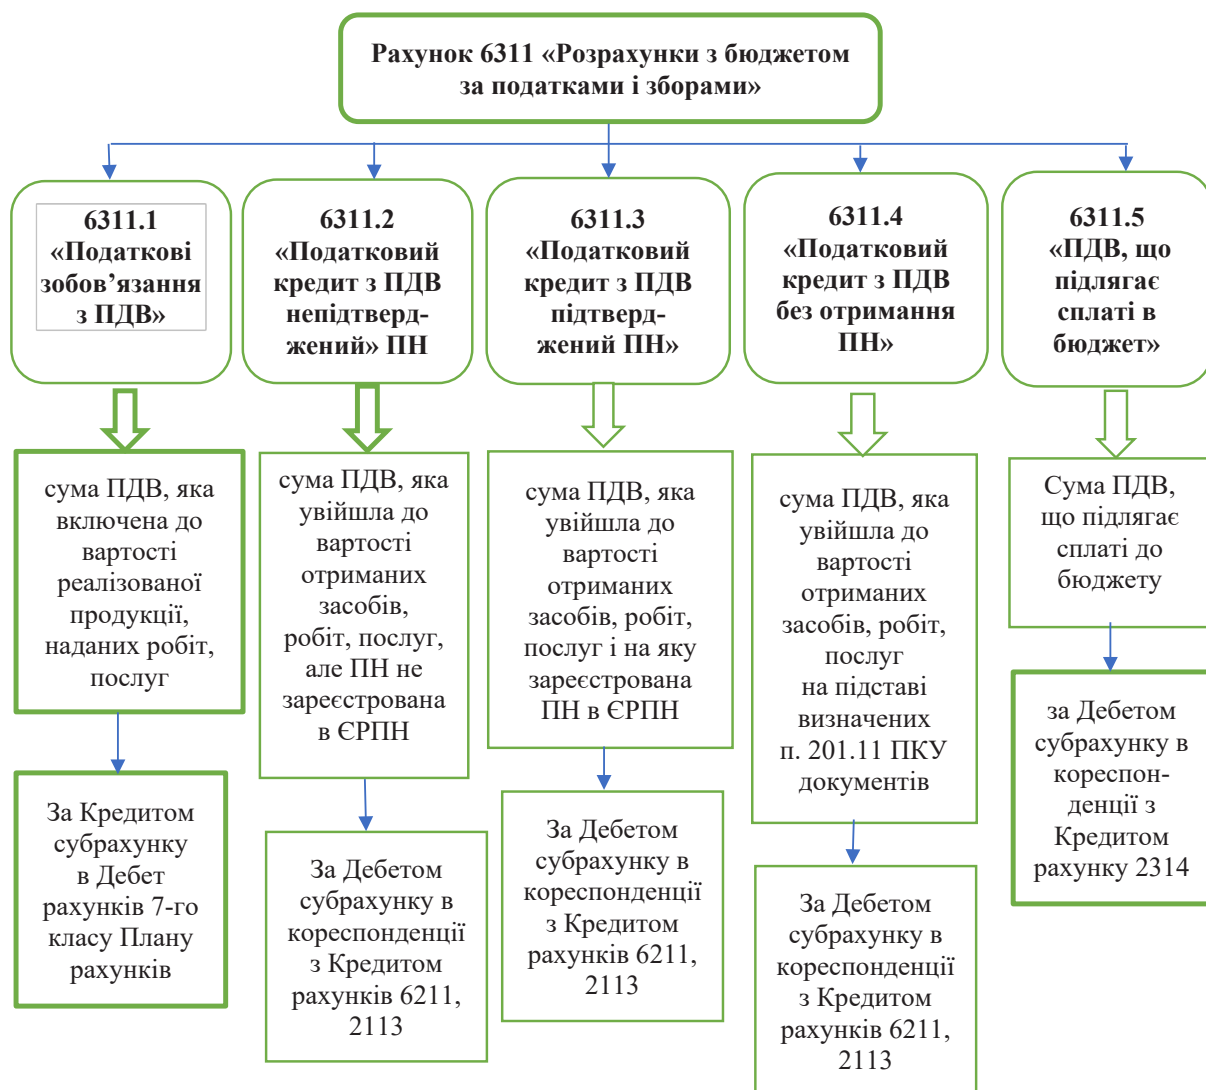 Рахунок 6311 «Розрахунки з бюджетом
за податками і зборами»
6311.1
«Податкові
зобов’язання
з ПДВ»
6311.2
«Податковий
кредит з ПДВ
непідтверд-
жений» ПН
6311.3
«Податковий
кредит з ПДВ
підтверд-
жений ПН»
6311.4
«Податковий
кредит з ПДВ
без отримання
ПН»
6311.5
«ПДВ, що
підлягає
сплаті в
бюджет»
сума ПДВ, яка
включена до
вартості
реалізованої
продукції,
наданих робіт,
послуг
сума ПДВ, яка
увійшла до
вартості
отриманих
засобів,
робіт, послуг,
але ПН не
зареєстрована
в ЄРПН
сума ПДВ, яка
увійшла до
вартості
отриманих
засобів, робіт,
послуг і на яку
зареєстрована
ПН в ЄРПН
сума ПДВ, яка
увійшла до
вартості
отриманих
засобів, робіт,
послуг
на підставі
визначених
п. 201.11 ПКУ
документів
Сума ПДВ,
що підлягає
сплаті до
бюджету
За Кредитом
субрахунку
в Дебет
рахунків 7-го
класу Плану
рахунків
За Дебетом
субрахунку в
кореспонденції
з Кредитом
рахунків 6211,
2113
За Дебетом
субрахунку в
кореспонденції
з Кредитом
рахунків 6211,
2113
За Дебетом
субрахунку в
кореспонденції
з Кредитом
рахунків 6211,
2113
за Дебетом
субрахунку в
кореспон-
денції з
Кредитом
рахунку 2314